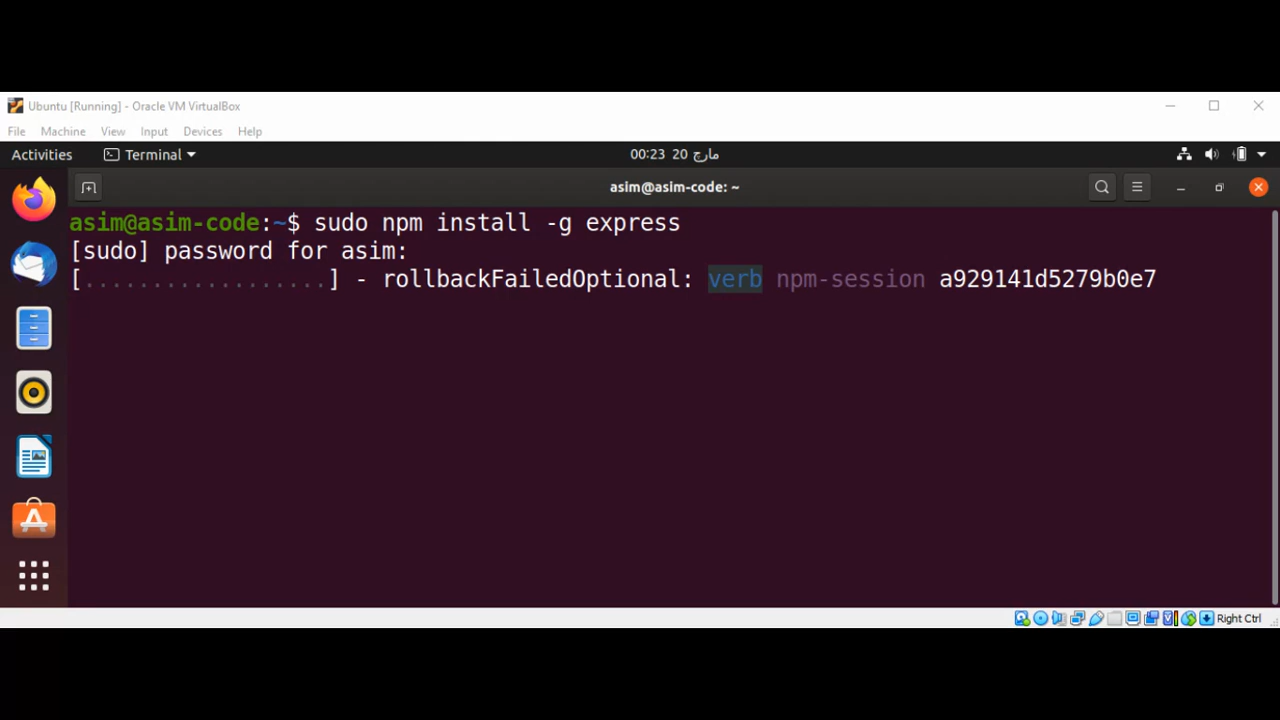 Ubuntu [Running] - Oracle VM VirtualBox
File Machine View Input Devices Help
Activities Terminal 00:23 20 مارچ
asim@asim-code: ~
asim@asim-code:~$ sudo npm install -g express
[sudo] password for asim:
[..................] - rollbackFailedOptional: verb npm-session a929141d5279b0e7
Right Ctrl